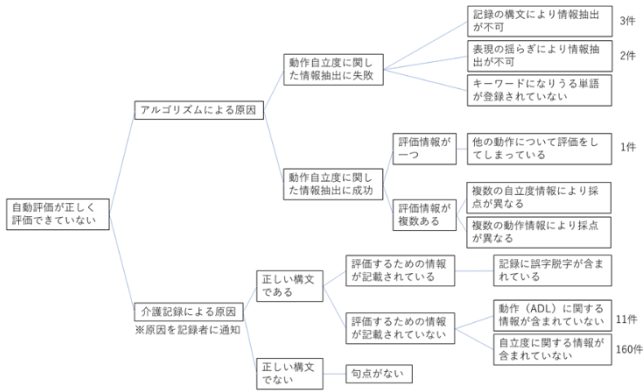 記録の構文により情報抽出
が不可
3件
表現の揺らぎにより情報抽
出が不可
2件
キーワードになりうる単語
が登録されていない
動作自立度に関し
た情報抽出に失敗
アルゴリズムによる原因
評価情報が
一つ
他の動作について評価をし
てしまっている
1件
動作自立度に関し
た情報抽出に成功
評価情報が
複数ある
複数の自立度情報により採
点が異なる
複数の動作情報により採点
が異なる
自動評価が正しく
評価できていない
正しい構文
である
評価するための情報
が記載されている
記録に誤字脱字が含ま
れている
介護記録による原因
※原因を記録者に通知
評価するための情報
が記載されていない
動作（ADL）に関する
情報が含まれていない
11件
自立度に関する情報が
含まれていない
160件
正しい構文
でない
句点がない